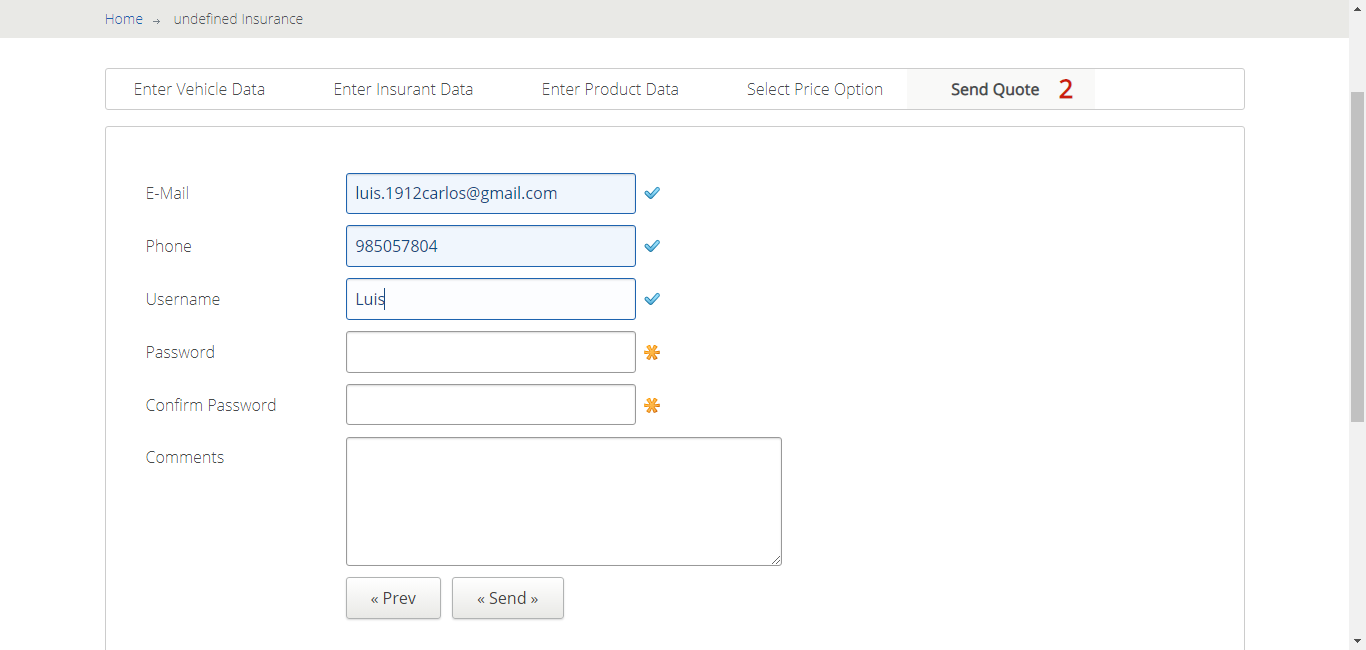 Home → undefined Insurance
Enter Vehicle Data Enter Insurant Data Enter Product Data Select Price Option Send Quote 2
E-Mail luis.1912carlos@gmail.com
Phone 985057804
Username Luis
Password
Confirm Password
Comments
« Prev « Send »